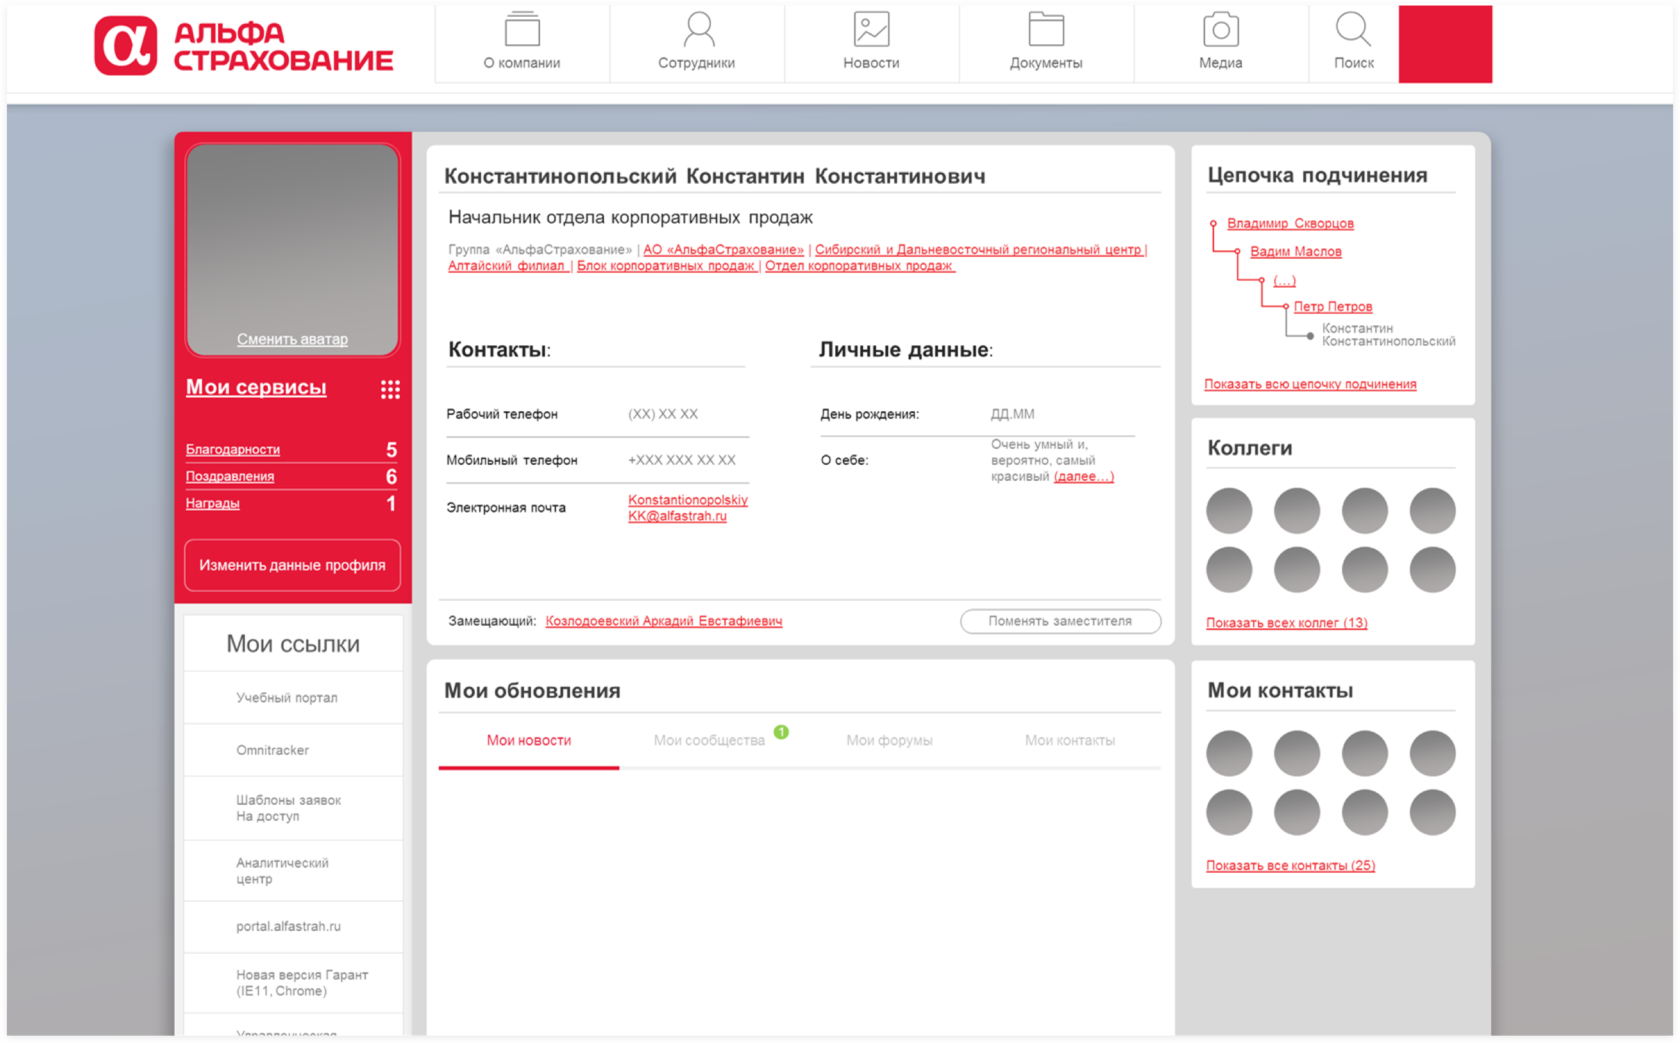 α АЛЬФА
СТРАХОВАНИЕ
О компании
Сотрудники
Новости
Документы
Медиа
Поиск
Сменить аватар
Мои сервисы
Благодарности 5
Поздравления 6
Награды 1
Изменить данные профиля
Мои ссылки
Учебный портал
Omnitracker
Шаблоны заявок
На доступ
Аналитический
центр
portal.alfastrah.ru
Новая версия Гарант
(IE11, Chrome)
Управленческая
Константинопольский Константин Константинович
Начальник отдела корпоративных продаж
Группа «АльфаСтрахование» | АО «АльфаСтрахование» | Сибирский и Дальневосточный региональный центр |
Алтайский филиал | Блок корпоративных продаж | Отдел корпоративных продаж
Контакты:
Рабочий телефон (XX) XX XX
Мобильный телефон +XXX XXX XX XX
Электронная почта Konstantionopolskiy
KK@alfastrah.ru
Личные данные:
День рождения: ДД.ММ
О себе: Очень умный и,
вероятно, самый
красивый (далее...)
Замещающий: Козлодоевский Аркадий Евстафиевич
Поменять заместителя
Мои обновления
Мои новости
Мои сообщества 1
Мои форумы
Мои контакты
Цепочка подчинения
Владимир Скворцов
Вадим Маслов
(...)
Петр Петров
Константин
Константинопольский
Показать всю цепочку подчинения
Коллеги
Показать всех коллег (13)
Мои контакты
Показать все контакты (25)